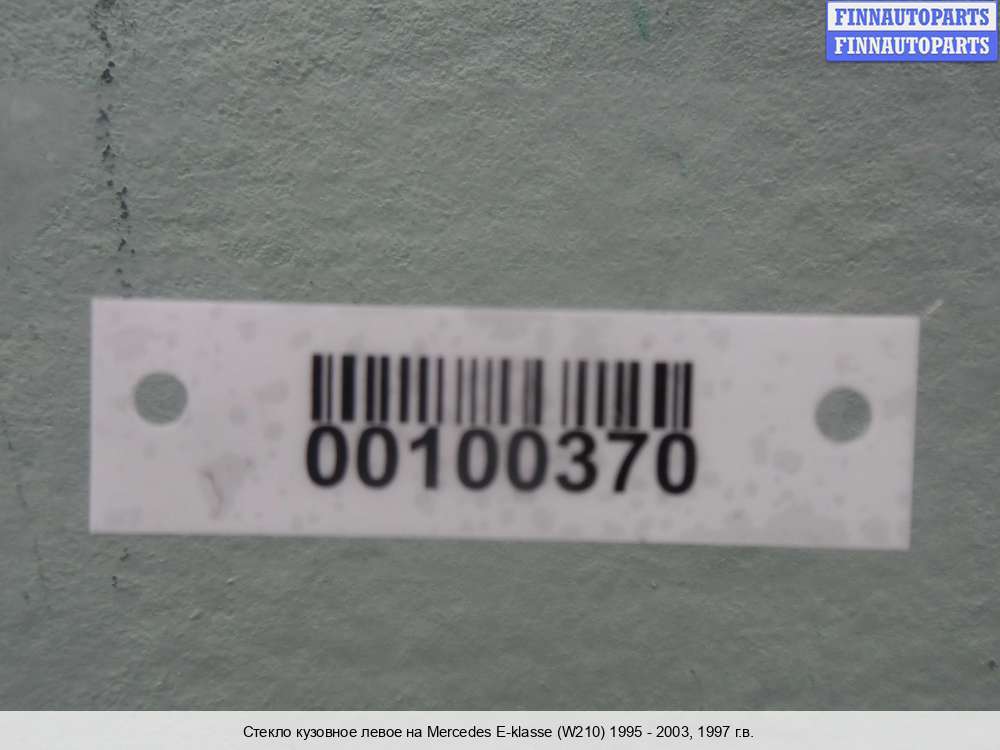 FINNAUTOPARTS
FINNAUTOPARTS
00100370
Стекло кузовное левое на Mercedes E-klasse (W210) 1995 - 2003, 1997 г.в.